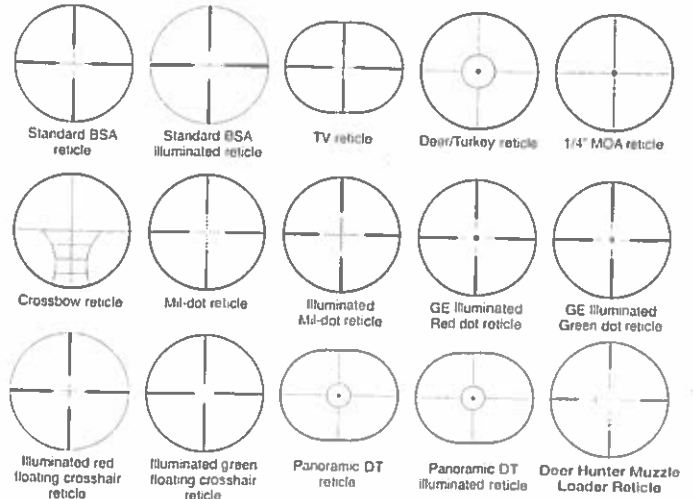 Standard BSA
reticle
Standard BSA
illuminated reticle
TV reticle
Deer/Turkey reticle
1/4" MOA reticle
Crossbow reticle
Mil-dot reticle
Illuminated
Mil-dot reticle
GE Illuminated
Red dot reticle
GE Illuminated
Green dot reticle
Illuminated red
floating crosshair
reticle
Illuminated green
floating crosshair
reticle
Panoramic DT
reticle
Panoramic DT
illuminated reticle
Deer Hunter Muzzle
Loader Reticle